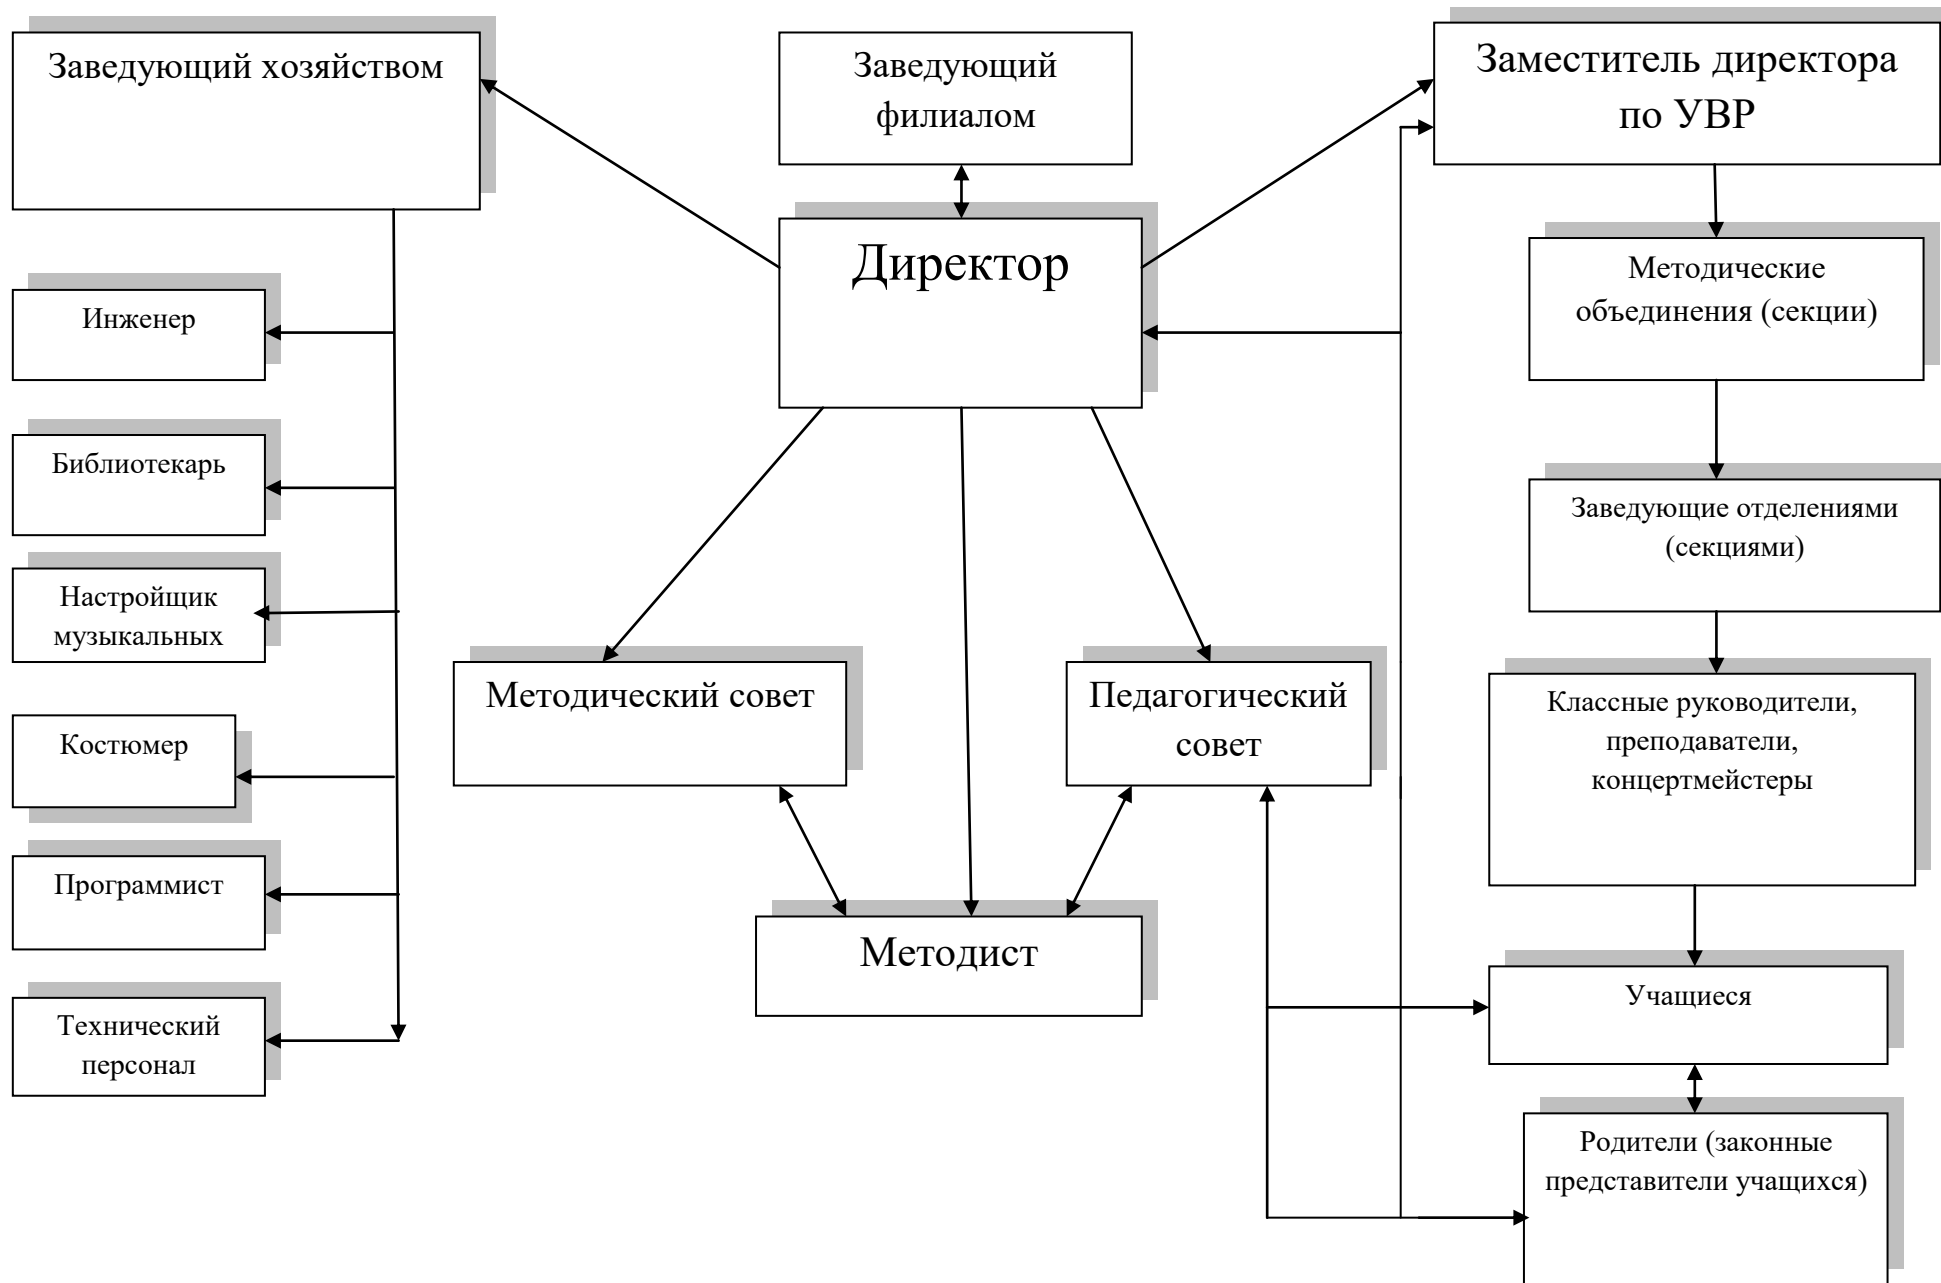 Заведующий хозяйством
Заведующий
филиалом
Заместитель директора
по УВР
Директор
Методические
объединения (секции)
Инженер
Библиотекарь
Заведующие отделениями
(секциями)
Настройщик
музыкальных
Методический совет
Педагогический
совет
Классные руководители,
преподаватели,
концертмейстеры
Костюмер
Программист
Методист
Учащиеся
Технический
персонал
Родители (законные
представители учащихся)